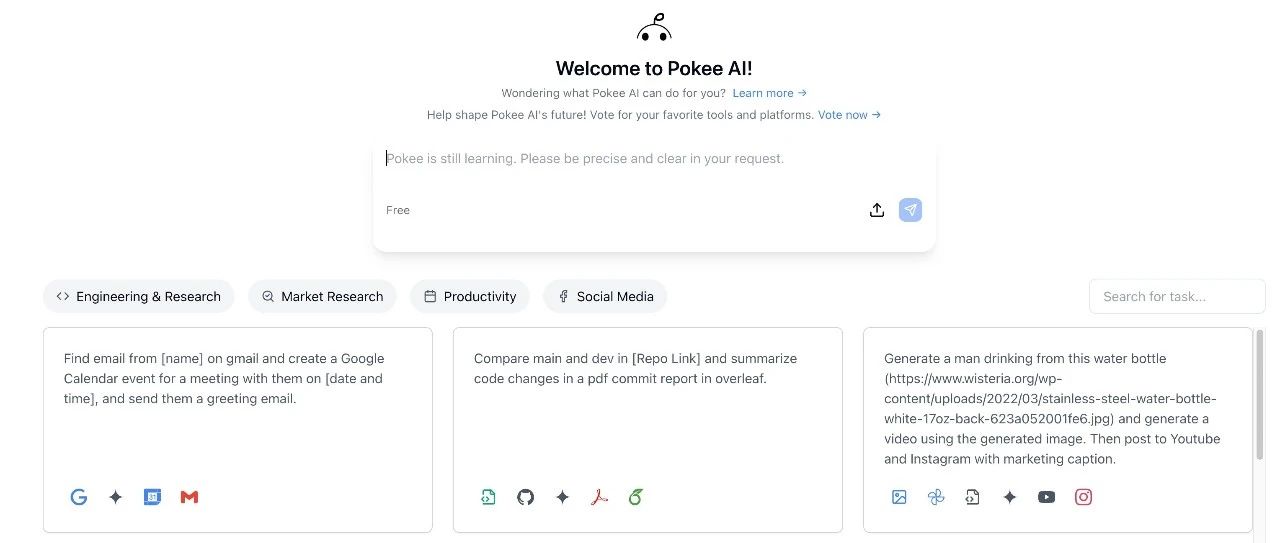 Welcome to Pokee AI!
Wondering what Pokee AI can do for you? Learn more →
Help shape Pokee AI's future! Vote for your favorite tools and platforms. Vote now →
Pokee is still learning. Please be precise and clear in your request.
Free
Engineering & Research
Market Research
Productivity
Social Media
Search for task...
Find email from [name] on gmail and create a Google
Calendar event for a meeting with them on [date and
time], and send them a greeting email.
Compare main and dev in [Repo Link] and summarize
code changes in a pdf commit report in overleaf.
Generate a man drinking from this water bottle
(https://www.wisteria.org/wp-
content/uploads/2022/03/stainless-steel-water-bottle-
white-17oz-back-623a052001fe6.jpg) and generate a
video using the generated image. Then post to Youtube
and Instagram with marketing caption.